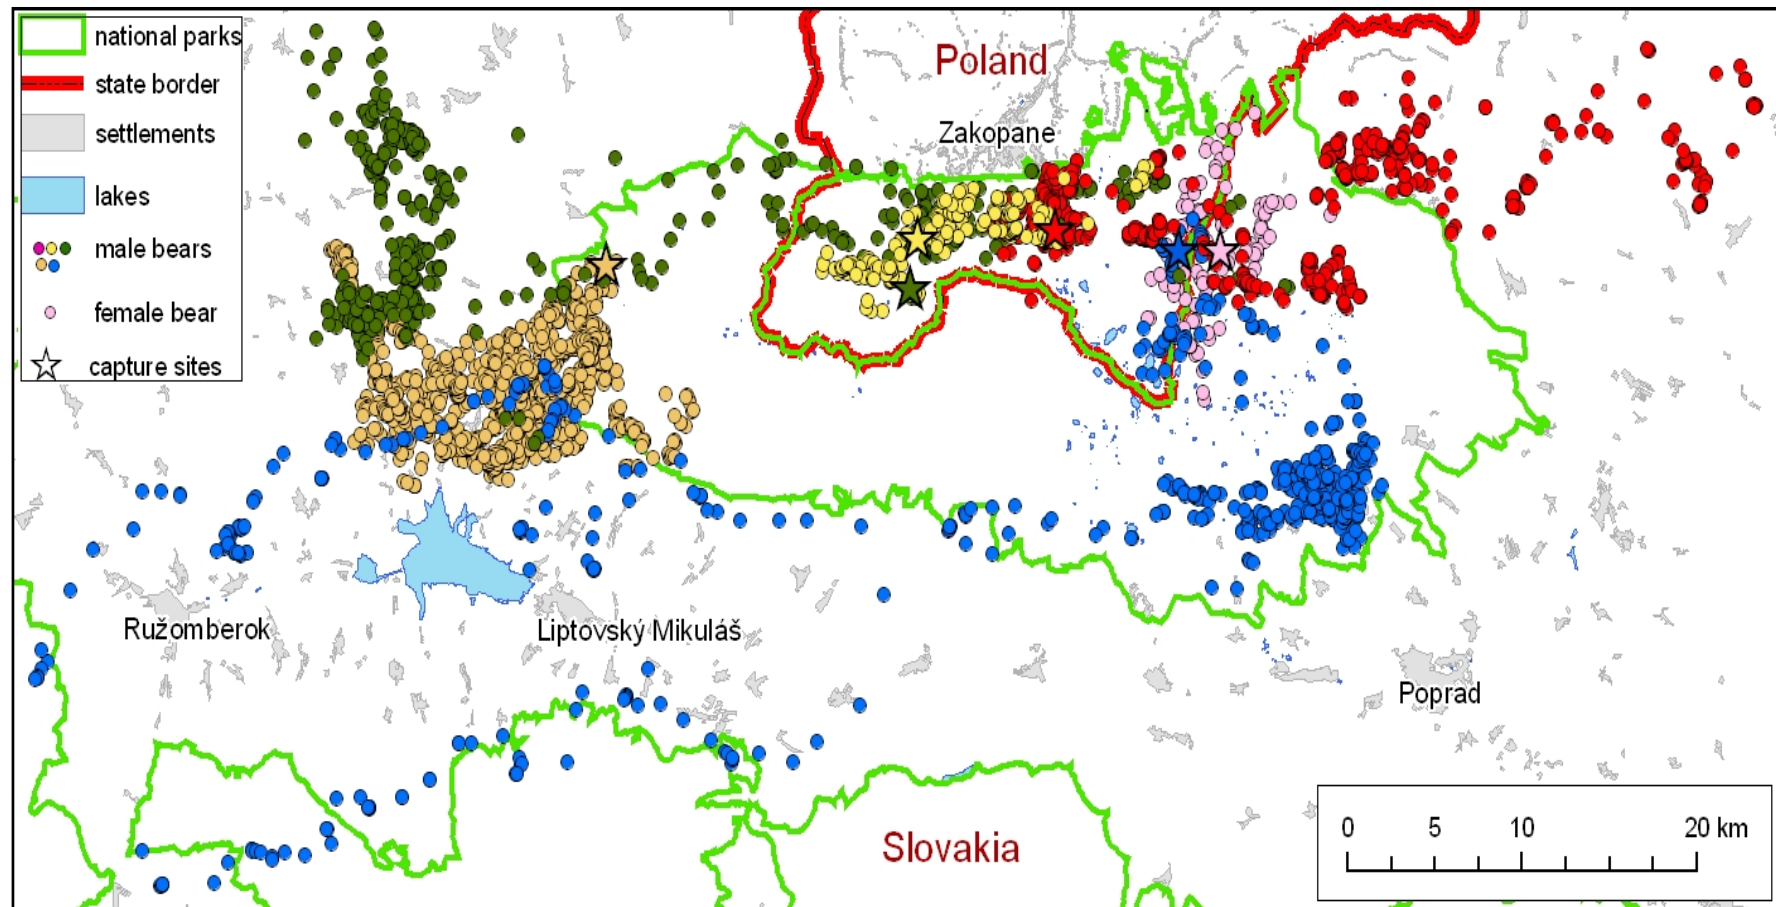 national parks
state border
settlements
lakes
male bears
female bear
capture sites
Poland
Zakopane
Ružomberok
Liptovský Mikuláš
Poprad
Slovakia
0 5 10 20 km